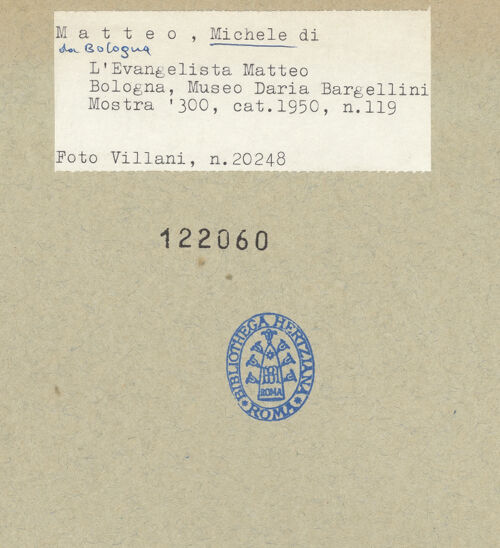 M a t t e o , Michele di
da Bologna
L'Evangelista Matteo
Bologna, Museo Daria Bargellini
Mostra '300, cat.1950, n.119
Foto Villani, n.20248
122060
BIBLIOTHECA HERTZIANA
ROMA
ROMA